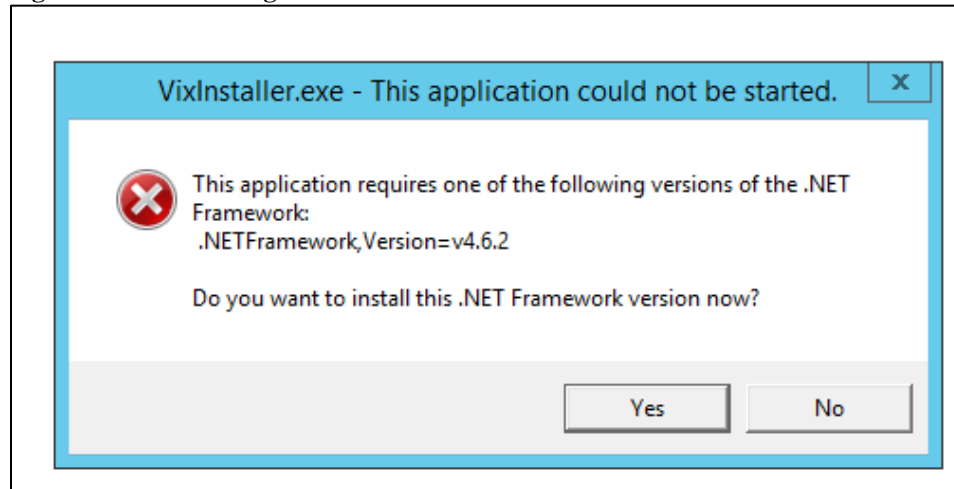 VixInstaller.exe - This application could not be started.
x
This application requires one of the following versions of the .NET
Framework:
.NETFramework,Version=v4.6.2
Do you want to install this .NET Framework version now?
Yes
No